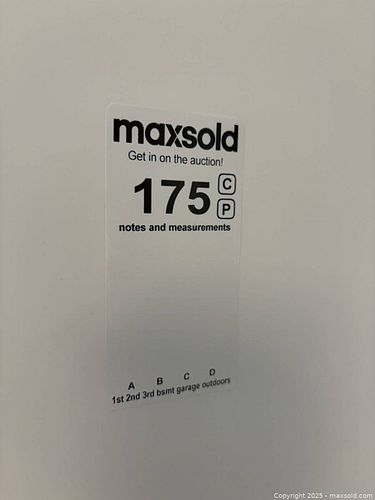 maxsold
Get in on the auction!
175 C
P
notes and measurements
A B C D
1st 2nd 3rd bsmt garage outdoors
Copyright 2025 - maxsold.com